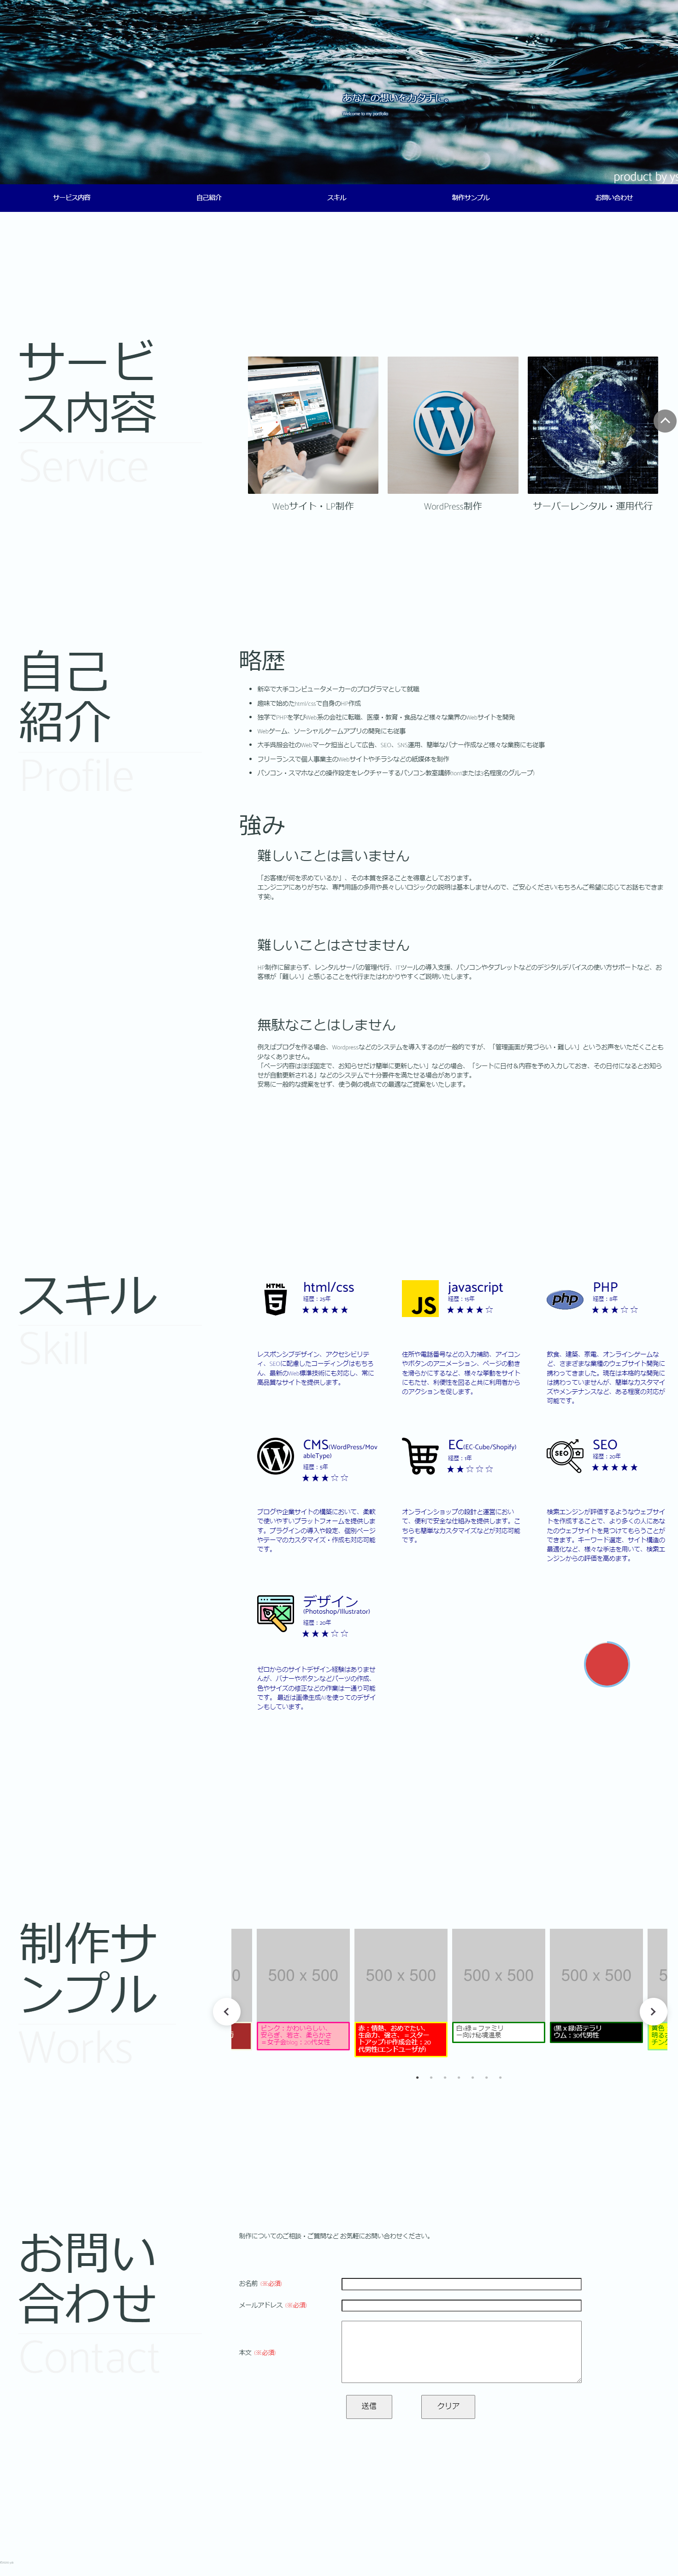 あなたの想いをカタチに。
Welcome to my portfolio
product by ys
サービス内容
自己紹介
スキル
制作サンプル
お問い合わせ
サービ
ス内容
Service
Webサイト・LP制作
WordPress制作
サーバーレンタル・運用代行
自己
紹介
Profile
略歴
新卒で大手コンピュータメーカーのプログラマとして就職
趣味で始めたhtml/cssで自身のHP作成
独学でPHPを学びWeb系の会社に転職、医療・教育・食品など様々な業界のWebサイトを開発
Webゲーム、ソーシャルゲームアプリの開発にも従事
大手呉服会社のWebマーケ担当として広告、SEO、SNS運用、簡単なバナー作成など様々な業務にも従事
フリーランスで個人事業主のWebサイトやチラシなどの紙媒体を制作
パソコン・スマホなどの操作設定をレクチャーするパソコン教室講師
強み
難しいことは言いません
「お客様が何を求めているか」、その本質を探ることを得意としております。
エンジニアにありがちな、専門用語の多用や長々しいロジックの説明は基本しませんので、ご安心ください(もちろんご希望に応じてお話もできま
す笑)。
難しいことはさせません
HP制作に留まらず、レンタルサーバの管理代行、ITツールの導入支援、パソコンやタブレットなどのデジタルデバイスの使い方サポートなど、お
客様が「難しい」と感じることを代行またはわかりやすくご説明いたします。
無駄なことはしません
例えばブログを作る場合、Wordpressなどのシステムを導入するのが一般的ですが、「管理画面が見づらい・難しい」というお声をいただくことも
少なくありません。
「ページ内容はほぼ固定で、お知らせだけ簡単に更新したい」などの場合、「シートに日付&内容を予め入力しておき、その日付になるとお知ら
せが自動更新される」などのシステムで十分要件を満たせる場合があります。
安易に一般的な提案をせず、使う側の視点での最適なご提案をいたします。
スキル
Skill
HTML
5
html/css
経歴：25年
★★★★★
レスポンシブデザイン、アクセシビリテ
ィ、SEOに配慮したコーディングはもちろ
ん、最新のWeb標準技術にも対応し、常に
高品質なサイトを提供します。
JS
javascript
経歴：15年
★★★★☆
住所や電話番号などの入力補助、アイコン
やボタンのアニメーション、ページの動き
を滑らかにするなど、様々な挙動をサイト
にもたせ、利便性を図ると共に利用者から
のアクションを促します。
php
PHP
経歴：8年
★★★☆☆
飲食、建築、家電、オンラインゲームな
ど、さまざまな業種のウェブサイト開発に
携わってきました。現在は本格的な開発に
は携わっていませんが、簡単なカスタマイ
ズやメンテナンスなど、ある程度の対応が
可能です。
CMS(WordPress/Mov
ableType)
経歴：5年
★★★☆☆
ブログや企業サイトの構築において、柔軟
で使いやすいプラットフォームを提供しま
す。プラグインの導入や設定、個別ページ
やテーマのカスタマイズ・作成も対応可能
です。
EC(EC-Cube/Shopify)
経歴：1年
★★☆☆☆
オンラインショップの設計と運営におい
て、便利で安全な仕組みを提供します。こ
ちらも簡単なカスタマイズなどが対応可能
です。
SEO
SEO
経歴：20年
★★★★★
検索エンジンが評価するようなウェブサイ
トを作成することで、より多くの人にあな
たのウェブサイトを見つけてもらうことが
できます。キーワード選定、サイト構造の
最適化など、様々な手法を用いて、検索エ
ンジンからの評価を高めます。
デザイン
(Photoshop/Illustrator)
経歴：20年
★★★☆☆
ゼロからのサイトデザイン経験はありませ
んが、バナーやボタンなどパーツの作成、
色やサイズの修正などの作業は一通り可能
です。 最近は画像生成AIを使ってのデザイ
ンもしています。
制作サ
ンプル
Works
500 x 500
500 x 500
500 x 500
500 x 500
ピンク：かわいらしい、
安らぎ、若さ、柔らかさ
＝女子会blog：20代女性
赤：情熱、おめでたい、
生命力、強さ、＝スター
トアップHP作成会社：20
代男性(エンドユーザが)
白x緑＝ファミリ
ー向け秘境温泉
(黒 x 緑)苔テラリ
ウム：30代男性
お問い
合わせ
Contact
制作についてのご相談・ご質問など お気軽にお問い合わせください。
お名前 (※必須)
メールアドレス (※必須)
本文 (※必須)
送信
クリア